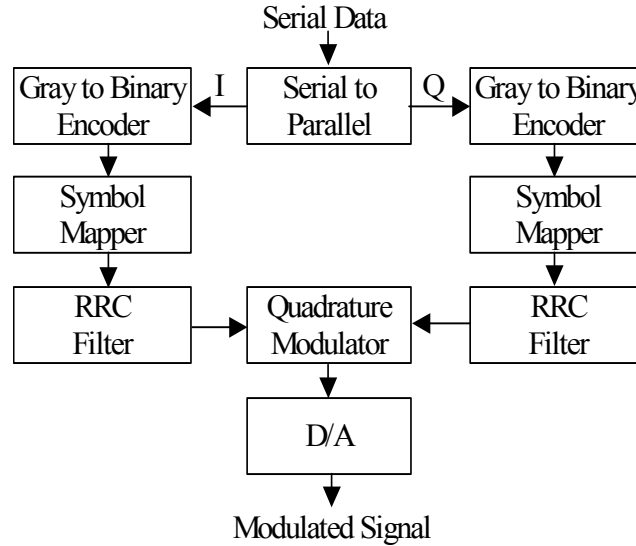 Serial Data
Gray to Binary
Encoder
I
Serial to
Parallel
Q
Gray to Binary
Encoder
Symbol
Mapper
Symbol
Mapper
RRC
Filter
Quadrature
Modulator
RRC
Filter
D/A
Modulated Signal